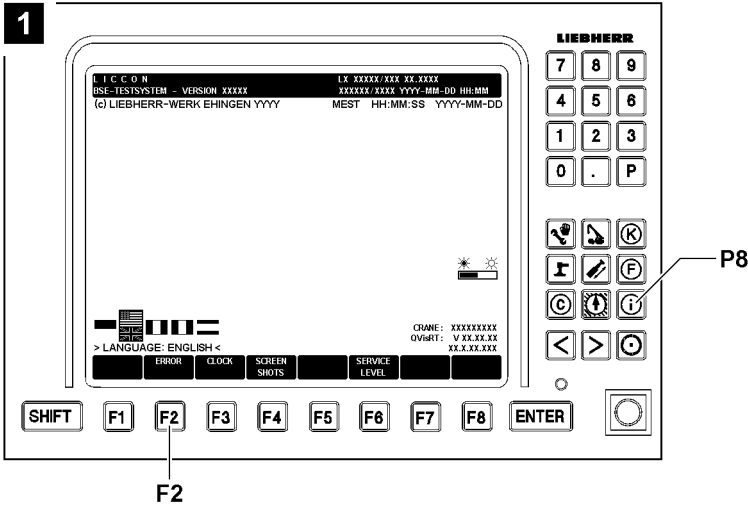 1
LIEBHERR
L I C C O N LX XXXXX/XXX XX.XXXX
BSE-TESTSYSTEM - VERSION XXXXX XXXXXX/XXXX YYYY-MM-DD HH:MM
(c) LIEBHERR-WERK EHINGEN YYYY MEST HH:MM:SS YYYY-MM-DD
7 8 9
4 5 6
1 2 3
0 . P
K
F
C i
< >
P8
CRANE: XXXXXXXXX
QVisRT: V XX.XX.XX
XX.X.XX.XXX
> LANGUAGE: ENGLISH <
ERROR CLOCK SCREEN SHOTS SERVICE LEVEL
SHIFT F1 F2 F3 F4 F5 F6 F7 F8 ENTER
F2